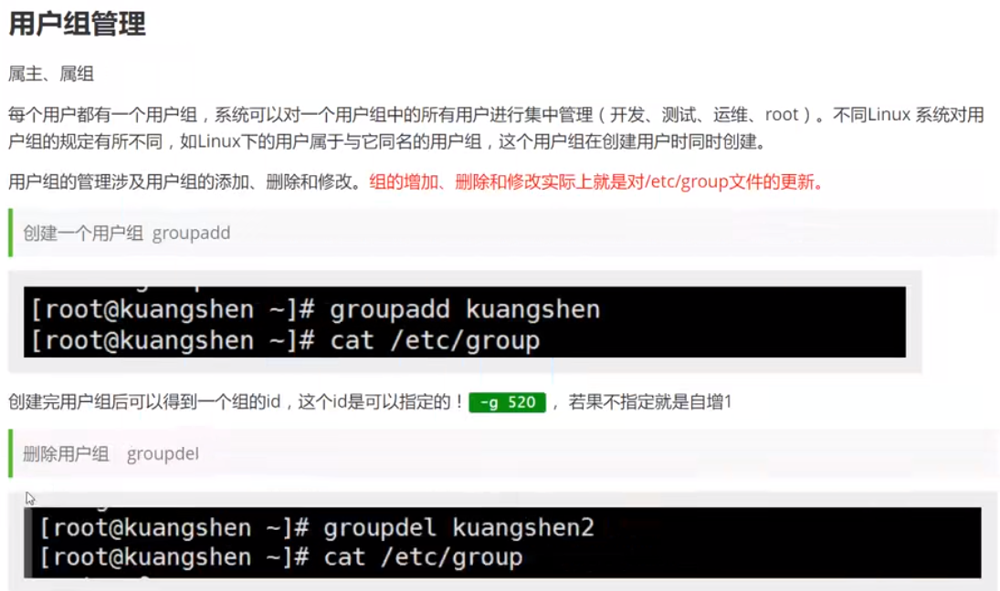 用户组管理
属主、属组
每个用户都有一个用户组，系统可以对一个用户组中的所有用户进行集中管理（开发、测试、运维、root）。不同Linux 系统对用
户组的规定有所不同，如Linux下的用户属于与它同名的用户组，这个用户组在创建用户时同时创建。
用户组的管理涉及用户组的添加、删除和修改。组的增加、删除和修改实际上就是对/etc/group文件的更新。
创建一个用户组 groupadd
[root@kuangshen ~]# groupadd kuangshen
[root@kuangshen ~]# cat /etc/group
创建完用户组后可以得到一个组的id，这个id是可以指定的！ -g 520 ， 若果不指定就是自增1
删除用户组 groupdel
[root@kuangshen ~]# groupdel kuangshen2
[root@kuangshen ~]# cat /etc/group